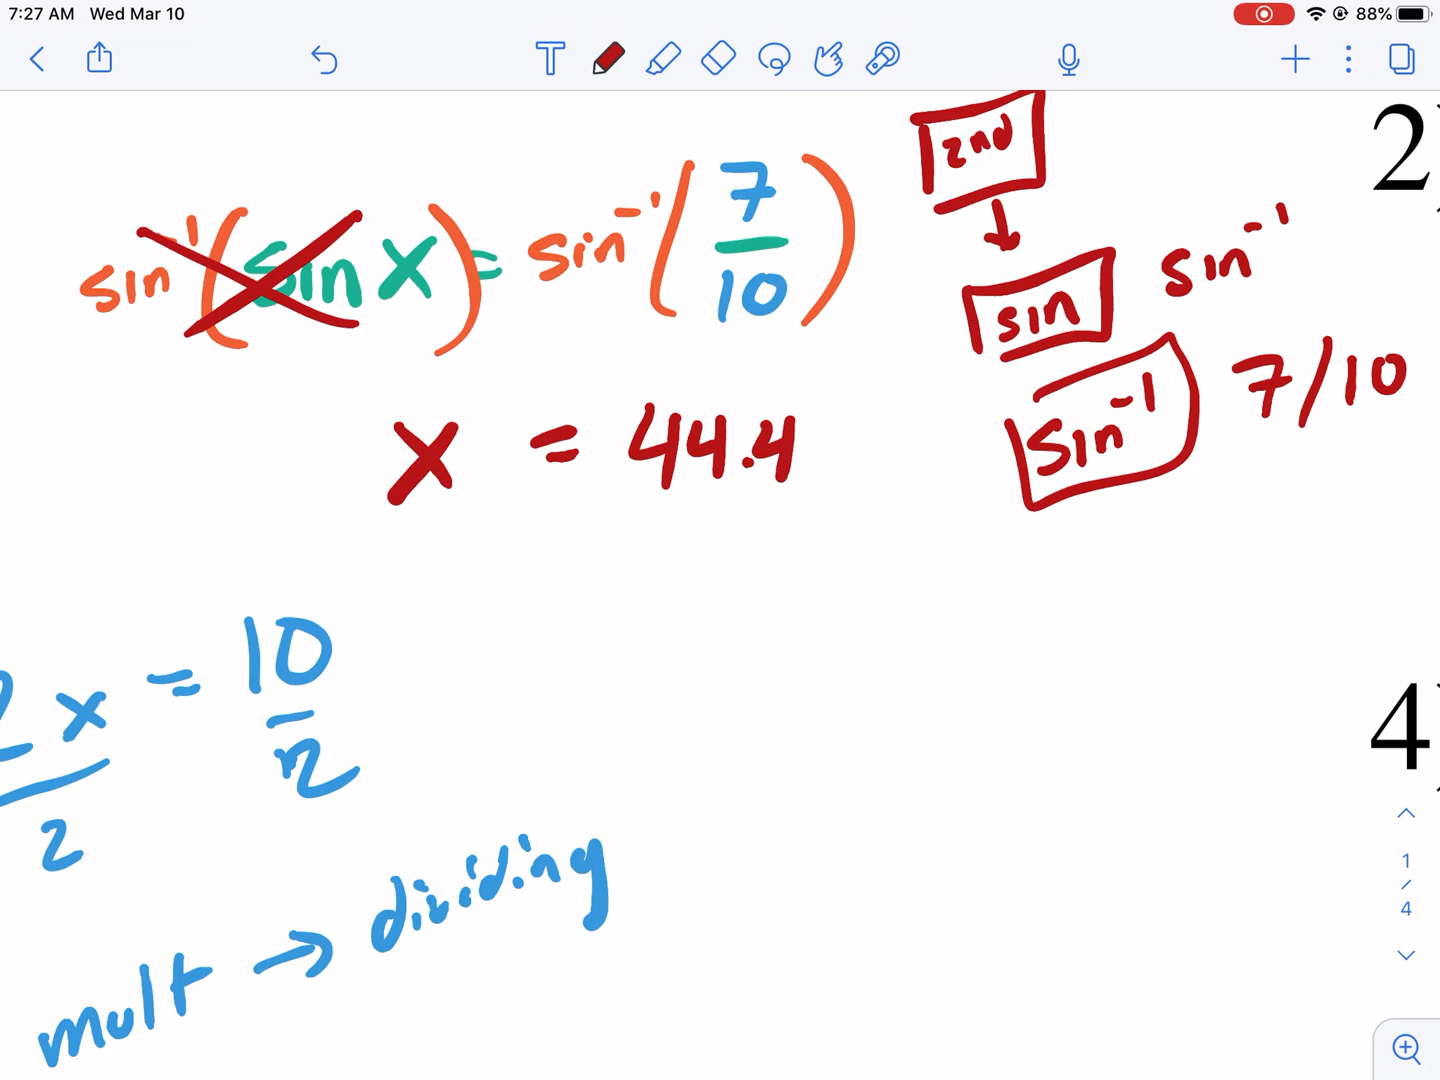 7:27 AM Wed Mar 10
88%
2nd
sin⁻¹(sin x) = sin⁻¹(7/10)
sin sin⁻¹
sin⁻¹ 7/10
x = 44.4
2)
2x/2 = 10/2
mult → dividing
4)
1
/
4